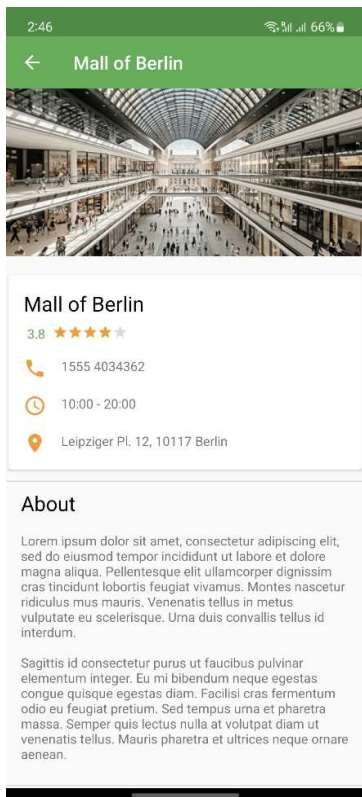 2:46
66%
Mall of Berlin
Mall of Berlin
3.8
1555 4034362
10:00 - 20:00
Leipziger Pl. 12, 10117 Berlin
About
Lorem ipsum dolor sit amet, consectetur adipiscing elit,
sed do eiusmod tempor incididunt ut labore et dolore
magna aliqua. Pellentesque elit ullamcorper dignissim
cras tincidunt lobortis feugiat vivamus. Montes nascetur
ridiculus mus mauris. Venenatis tellus in metus
vulputate eu scelerisque. Urna duis convallis tellus id
interdum.
Sagittis id consectetur purus ut faucibus pulvinar
elementum integer. Eu mi bibendum neque egestas
congue quisque egestas diam. Facilisi cras fermentum
odio eu feugiat pretium. Sed tempus urna et pharetra
massa. Semper quis lectus nulla at volutpat diam ut
venenatis tellus. Mauris pharetra et ultrices neque ornare
aenean.